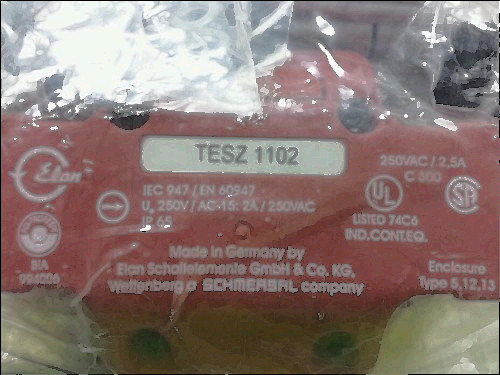 TESZ 1102
Elan
IEC 947 / EN 60947
250V / AC-15; 2A / 250VAC
IP 65
250VAC / 2,5A
C 300
UL
SA
LISTED 74C6
IND.CONT.EQ.
BIA
Made in Germany by
Elan Schaltelemente GmbH & Co. KG,
Wettenberg a SCHMERSAL company
Enclosure
Type 5,12,13